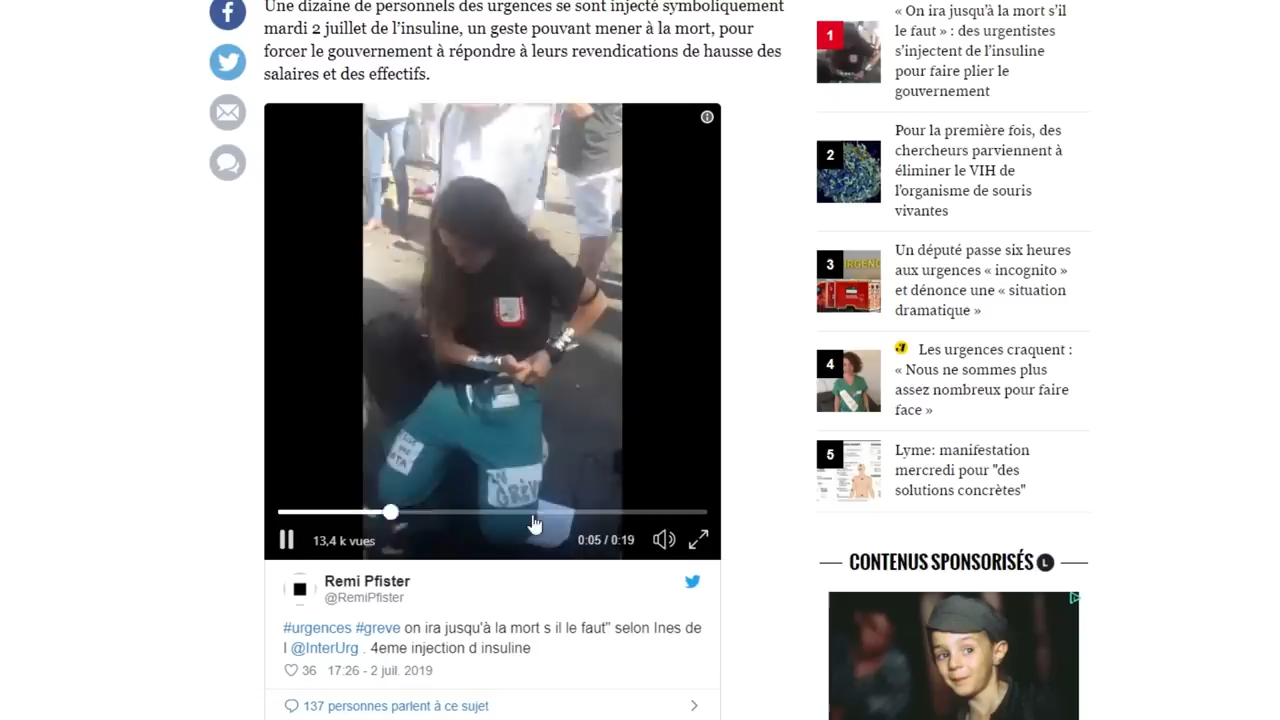 Une dizaine de personnels des urgences se sont injecté symboliquement
mardi 2 juillet de l'insuline, un geste pouvant mener à la mort, pour
forcer le gouvernement à répondre à leurs revendications de hausse des
salaires et des effectifs.
EN
GRÈVE
13,4 k vues
0:05 / 0:19
Remi Pfister
@RemiPfister
#urgences #greve on ira jusqu'à la mort s il le faut" selon Ines de
l @InterUrg . 4eme injection d insuline
36 17:26 - 2 juil. 2019
137 personnes parlent à ce sujet
1
« On ira jusqu'à la mort s'il
le faut » : des urgentistes
s'injectent de l'insuline
pour faire plier le
gouvernement
2
Pour la première fois, des
chercheurs parviennent à
éliminer le VIH de
l'organisme de souris
vivantes
3
Un député passe six heures
aux urgences « incognito »
et dénonce une « situation
dramatique »
4
Les urgences craquent :
« Nous ne sommes plus
assez nombreux pour faire
face »
5
Lyme: manifestation
mercredi pour "des
solutions concrètes"
CONTENUS SPONSORISÉS L